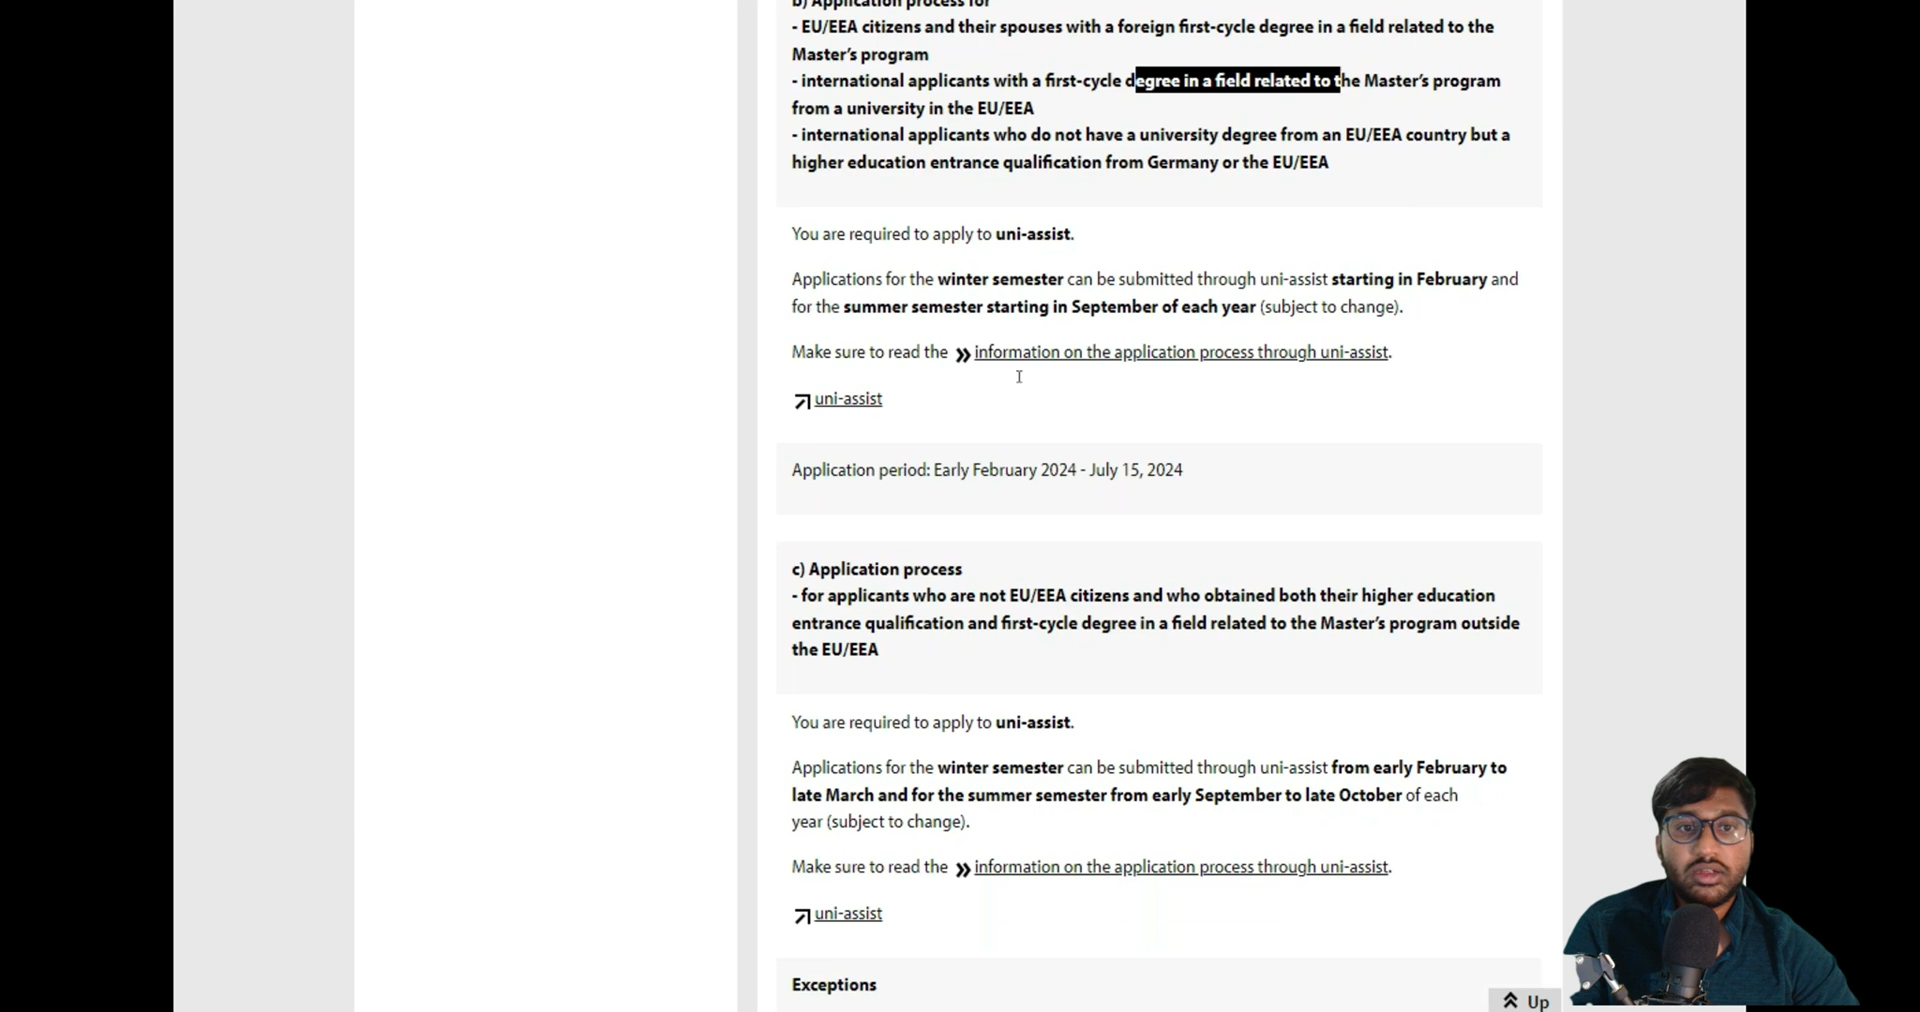 b) Application process for
- EU/EEA citizens and their spouses with a foreign first-cycle degree in a field related to the
Master's program
- international applicants with a first-cycle degree in a field related to the Master's program
from a university in the EU/EEA
- international applicants who do not have a university degree from an EU/EEA country but a
higher education entrance qualification from Germany or the EU/EEA
You are required to apply to uni-assist.
Applications for the winter semester can be submitted through uni-assist starting in February and
for the summer semester starting in September of each year (subject to change).
Make sure to read the » information on the application process through uni-assist.
uni-assist
Application period: Early February 2024 - July 15, 2024
c) Application process
- for applicants who are not EU/EEA citizens and who obtained both their higher education
entrance qualification and first-cycle degree in a field related to the Master's program outside
the EU/EEA
You are required to apply to uni-assist.
Applications for the winter semester can be submitted through uni-assist from early February to
late March and for the summer semester from early September to late October of each
year (subject to change).
Make sure to read the » information on the application process through uni-assist.
uni-assist
Exceptions
Up